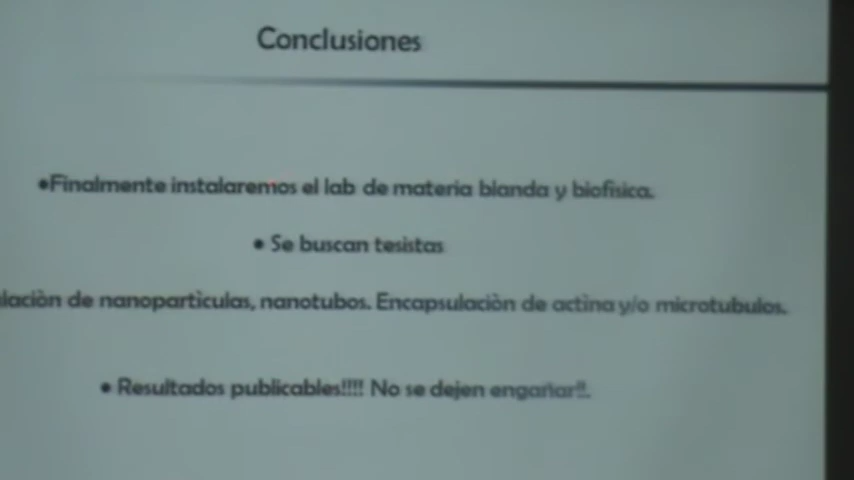 Conclusiones
•Finalmente instalaremos el lab de materia blanda y biofisica.
• Se buscan tesistas
de nanoparticulas, nanotubos. Encapsulaciòn de actina y/o microtubulos.
• Resultados publicables!!!! No se dejen engañar!!.